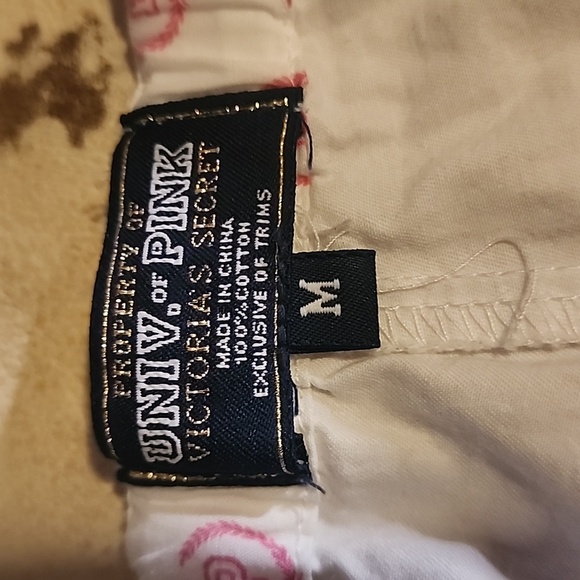 PROPERTY OF
UNIV. OF PINK
VICTORIA'S SECRET
MADE IN CHINA
100% COTTON
EXCLUSIVE OF TRIMS
M